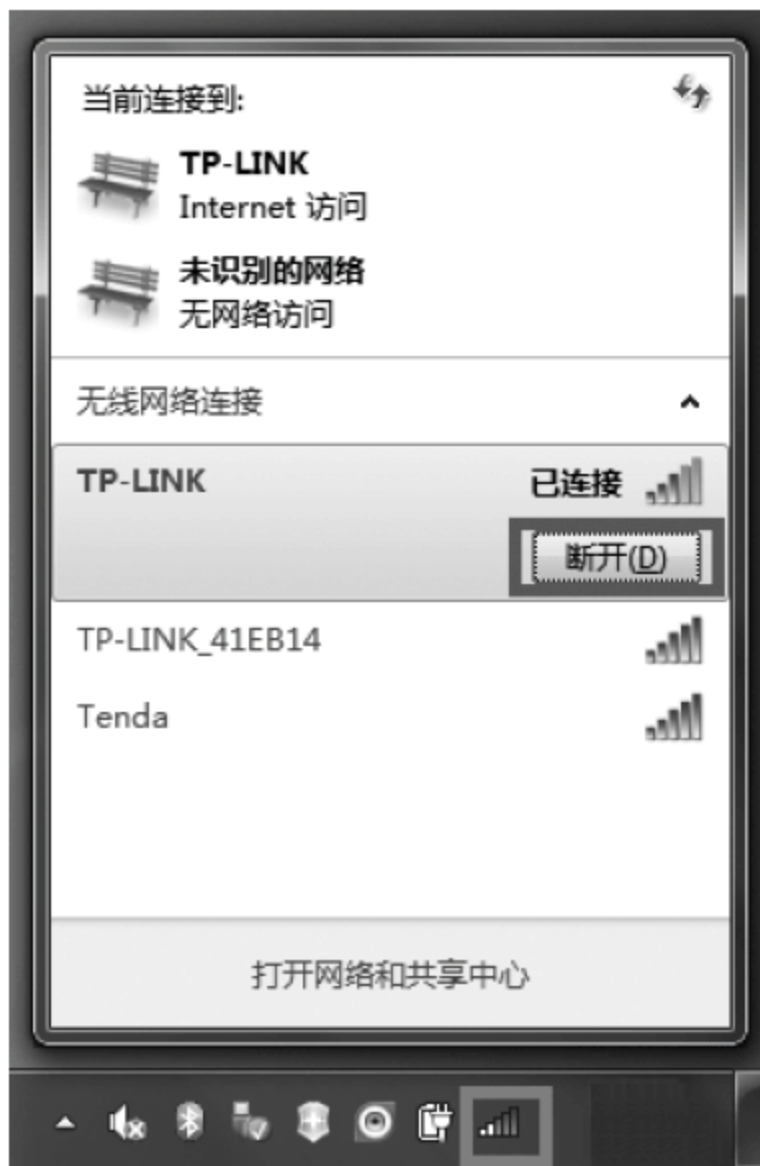 当前连接到:
TP-LINK
Internet 访问
未识别的网络
无网络访问
无线网络连接
TP-LINK 已连接
断开(D)
TP-LINK_41EB14
Tenda
打开网络和共享中心